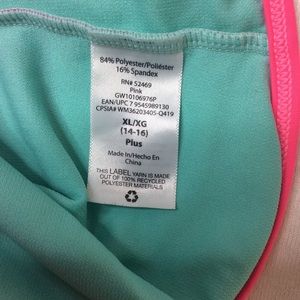 84% Polyester/Poliéster
16% Spandex
RN# 52469
Pink
GW10106976P
EAN/UPC 7 9545989130
CPSIA# WM36203405-Q419
XL/XG
(14-16)
Plus
Made In/Hecho En
China
THIS LABEL YARN IS MADE
OUT OF 100% RECYCLED
POLYESTER MATERIALS